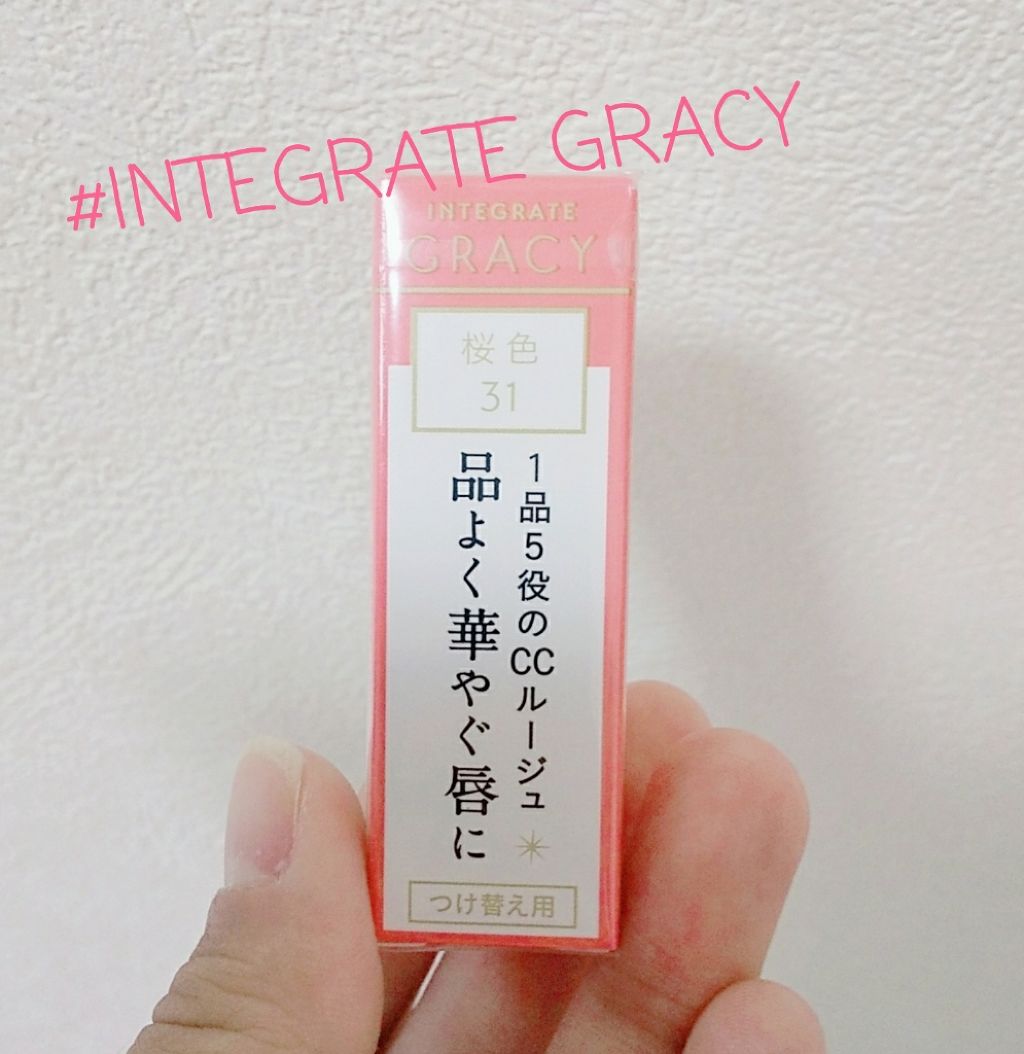 #INTEGRATE GRACY
INTEGRATE
GRACY
桜色
31
1品5役のCCルージュ
品よく華やぐ唇に
つけ替え用